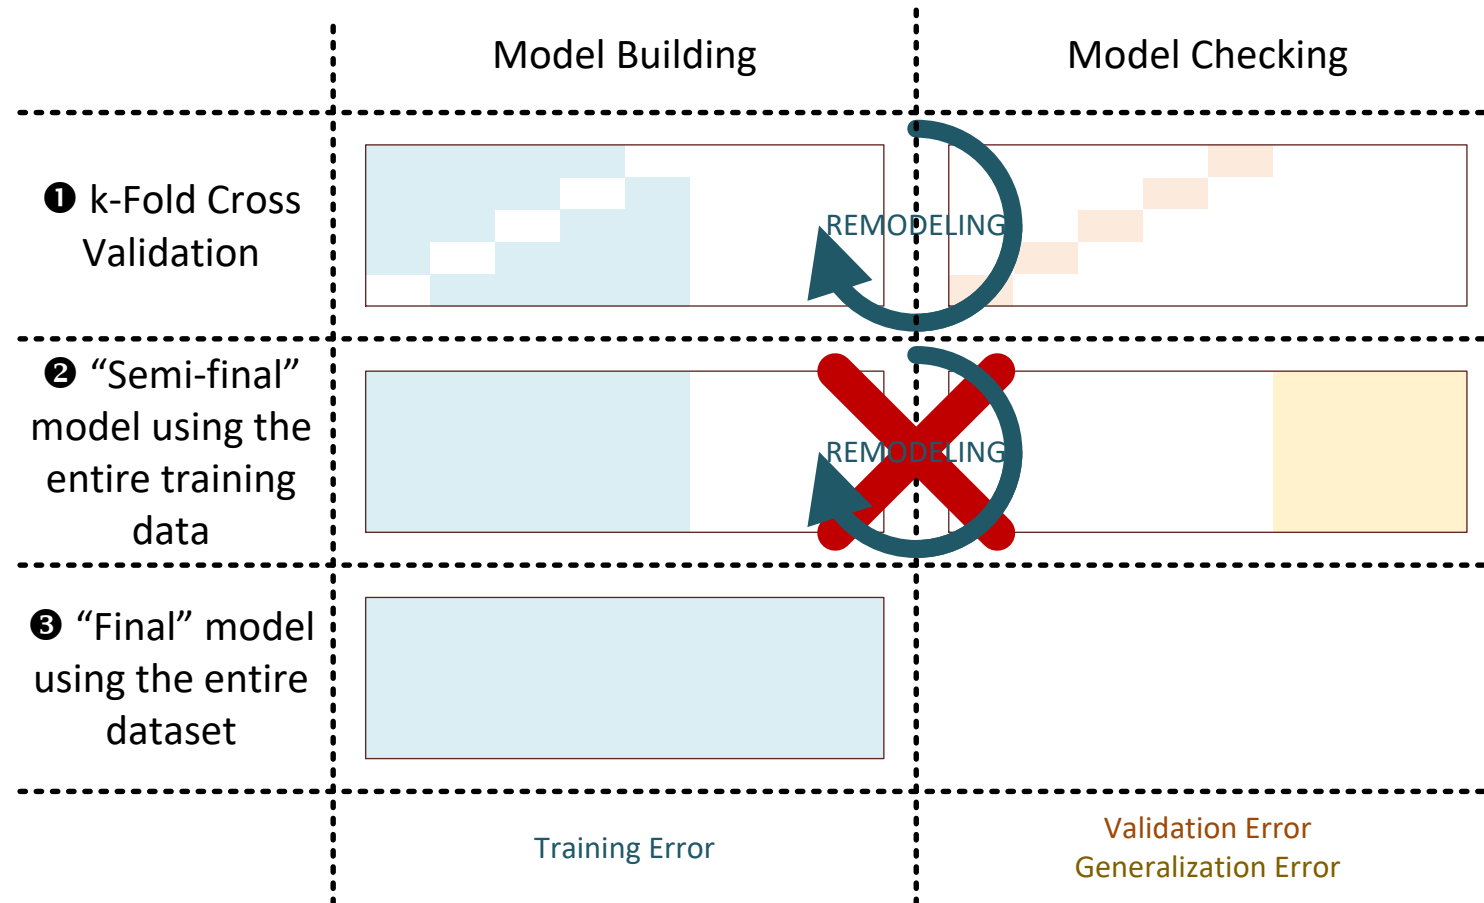 Model Building
Model Checking
❶ k-Fold Cross
Validation
REMODELING
❷ “Semi-final”
model using the
entire training
data
REMODELING
❸ “Final” model
using the entire
dataset
Training Error
Validation Error
Generalization Error